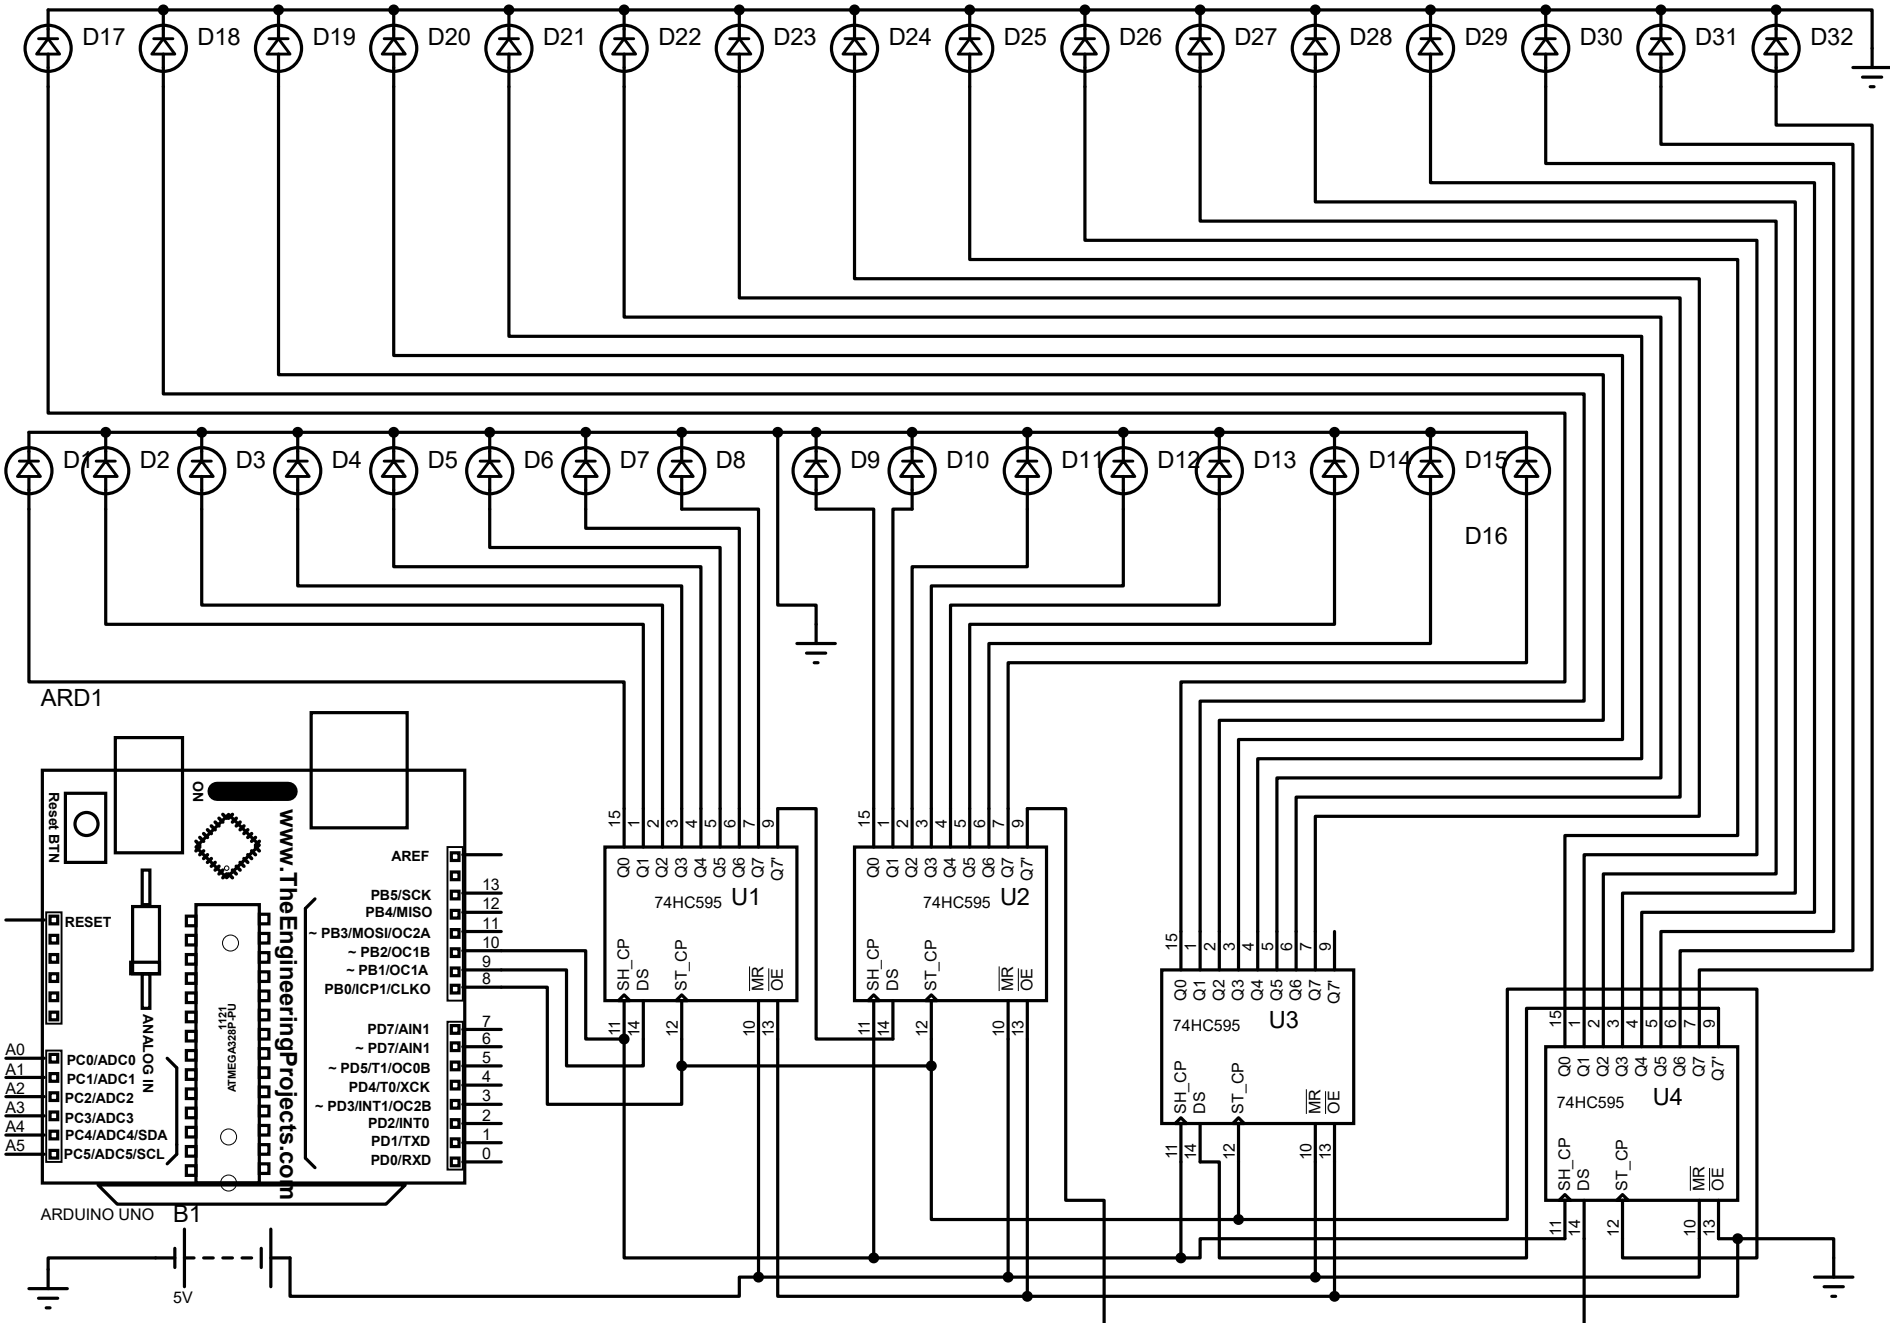 D17 D18 D19 D20 D21 D22 D23 D24 D25 D26 D27 D28 D29 D30 D31 D32
D1 D2 D3 D4 D5 D6 D7 D8 D9 D10 D11 D12 D13 D14 D15
D16
ARD1
Reset BTN
ON
www.TheEngineeringProjects.com
AREF
PB5/SCK 13
PB4/MISO 12
~ PB3/MOSI/OC2A 11
~ PB2/OC1B 10
~ PB1/OC1A 9
PB0/ICP1/CLKO 8
PD7/AIN1 7
~ PD7/AIN1 6
~ PD5/T1/OC0B 5
PD4/T0/XCK 4
~ PD3/INT1/OC2B 3
PD2/INT0 2
PD1/TXD 1
PD0/RXD 0
RESET
A0 PC0/ADC0
A1 PC1/ADC1
A2 PC2/ADC2
A3 PC3/ADC3
A4 PC4/ADC4/SDA
A5 PC5/ADC5/SCL
ANALOG IN
1121
ATMEGA328P-PU
ARDUINO UNO
B1
5V
15 1 2 3 4 5 6 7 9
Q0 Q1 Q2 Q3 Q4 Q5 Q6 Q7 Q7'
74HC595 U1
SH_CP DS ST_CP MR OE
11 14 12 10 13
15 1 2 3 4 5 6 7 9
Q0 Q1 Q2 Q3 Q4 Q5 Q6 Q7 Q7'
74HC595 U2
SH_CP DS ST_CP MR OE
11 14 12 10 13
15 1 2 3 4 5 6 7 9
Q0 Q1 Q2 Q3 Q4 Q5 Q6 Q7 Q7'
74HC595 U3
SH_CP DS ST_CP MR OE
11 14 12 10 13
15 1 2 3 4 5 6 7 9
Q0 Q1 Q2 Q3 Q4 Q5 Q6 Q7 Q7'
74HC595 U4
SH_CP DS ST_CP MR OE
11 14 12 10 13